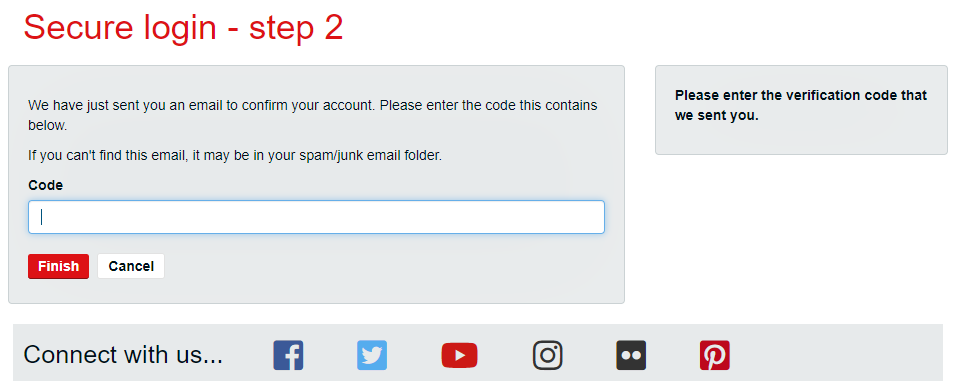 Secure login - step 2
We have just sent you an email to confirm your account. Please enter the code this contains
below.
If you can't find this email, it may be in your spam/junk email folder.
Code
Finish Cancel
Please enter the verification code that
we sent you.
Connect with us...